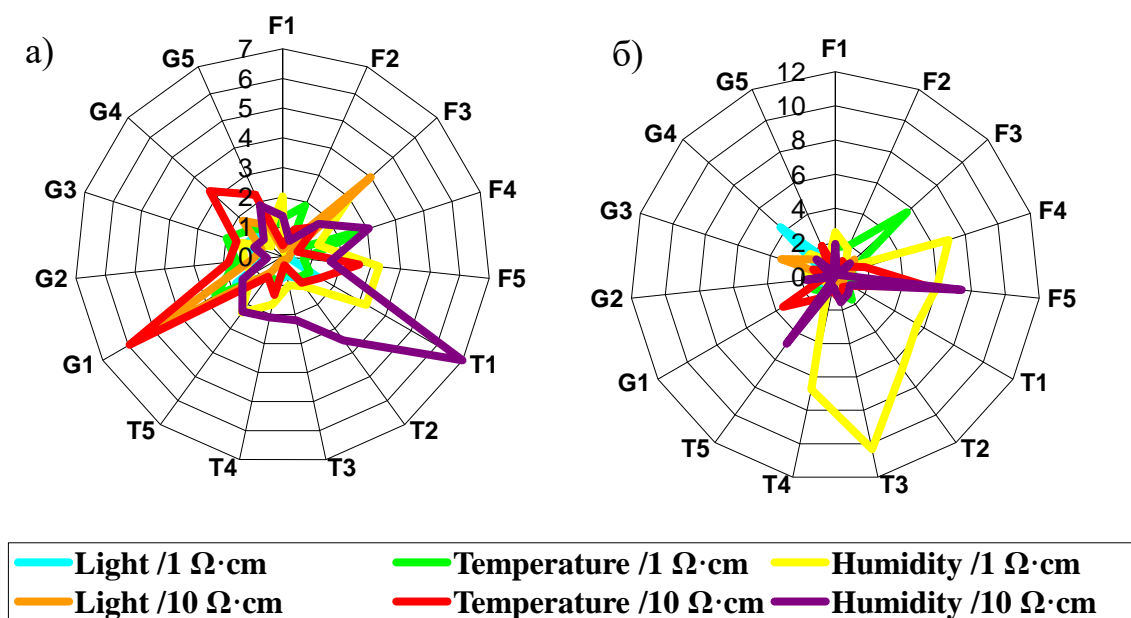 а)
F1
F2
F3
F4
F5
T1
T2
T3
T4
T5
G1
G2
G3
G4
G5
7
6
5
4
3
2
1
0
б)
F1
F2
F3
F4
F5
T1
T2
T3
T4
T5
G1
G2
G3
G4
G5
12
10
8
6
4
2
0
Light /1 Ω·cm Temperature /1 Ω·cm Humidity /1 Ω·cm
Light /10 Ω·cm Temperature /10 Ω·cm Humidity /10 Ω·cm